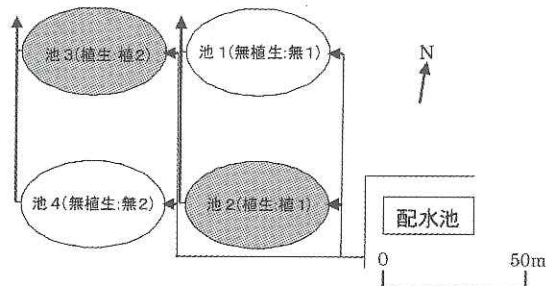 池3(植生:植2)
池1(無植生:無1)
N
池4(無植生:無2)
池2(植生:植1)
配水池
0 50m